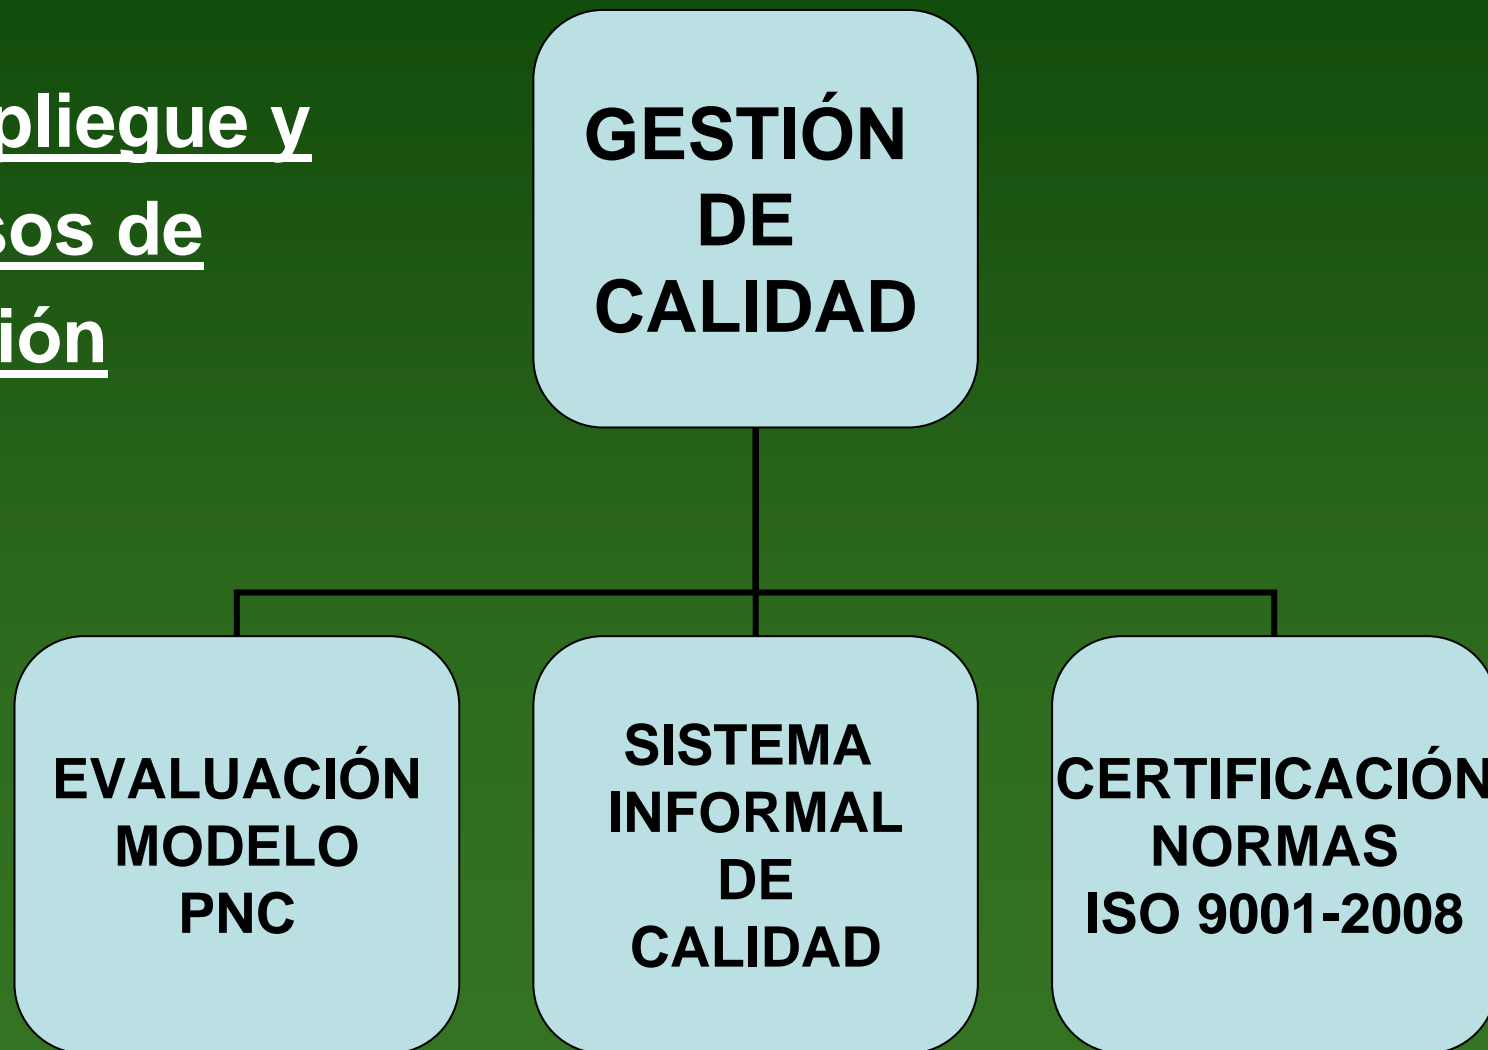 pliegue y
sos de
ión
GESTIÓN
DE
CALIDAD
EVALUACIÓN
MODELO
PNC
SISTEMA
INFORMAL
DE
CALIDAD
CERTIFICACIÓN
NORMAS
ISO 9001-2008